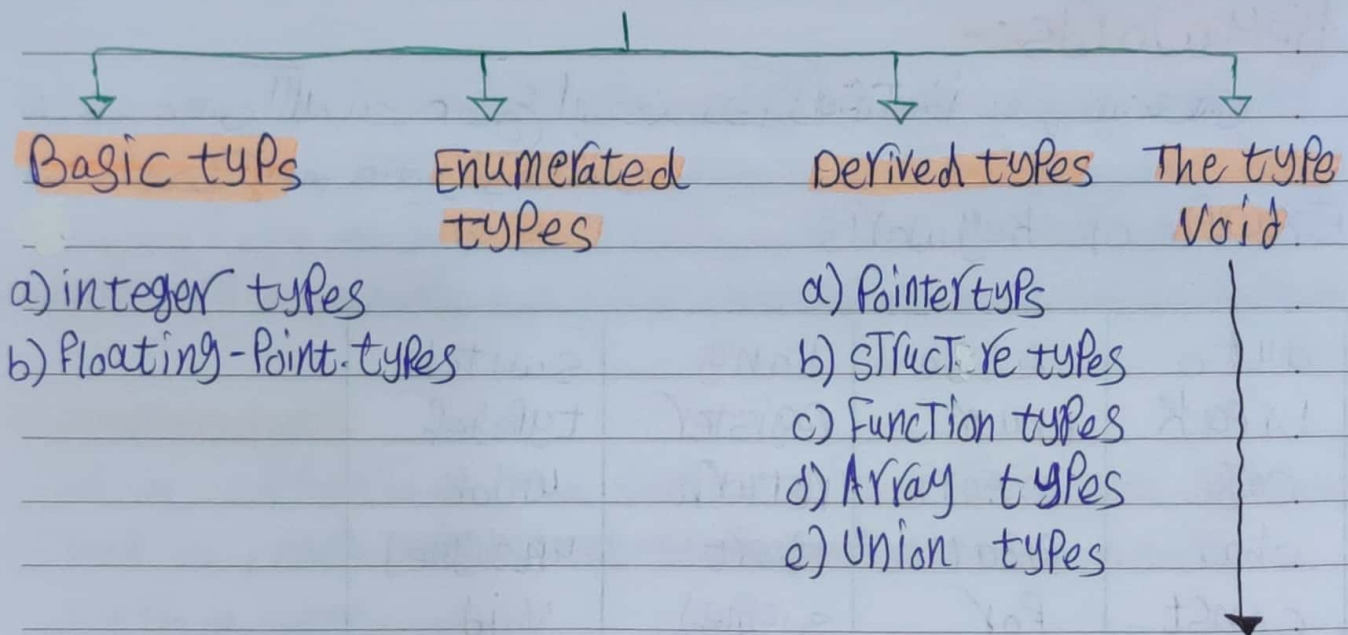 Basic typs
Enumerated
types
Derived types
The type
Void
a) integer types
b) Floating-Point.types
a) Pointer typs
b) structure types
c) Function types
d) Array types
e) Union types